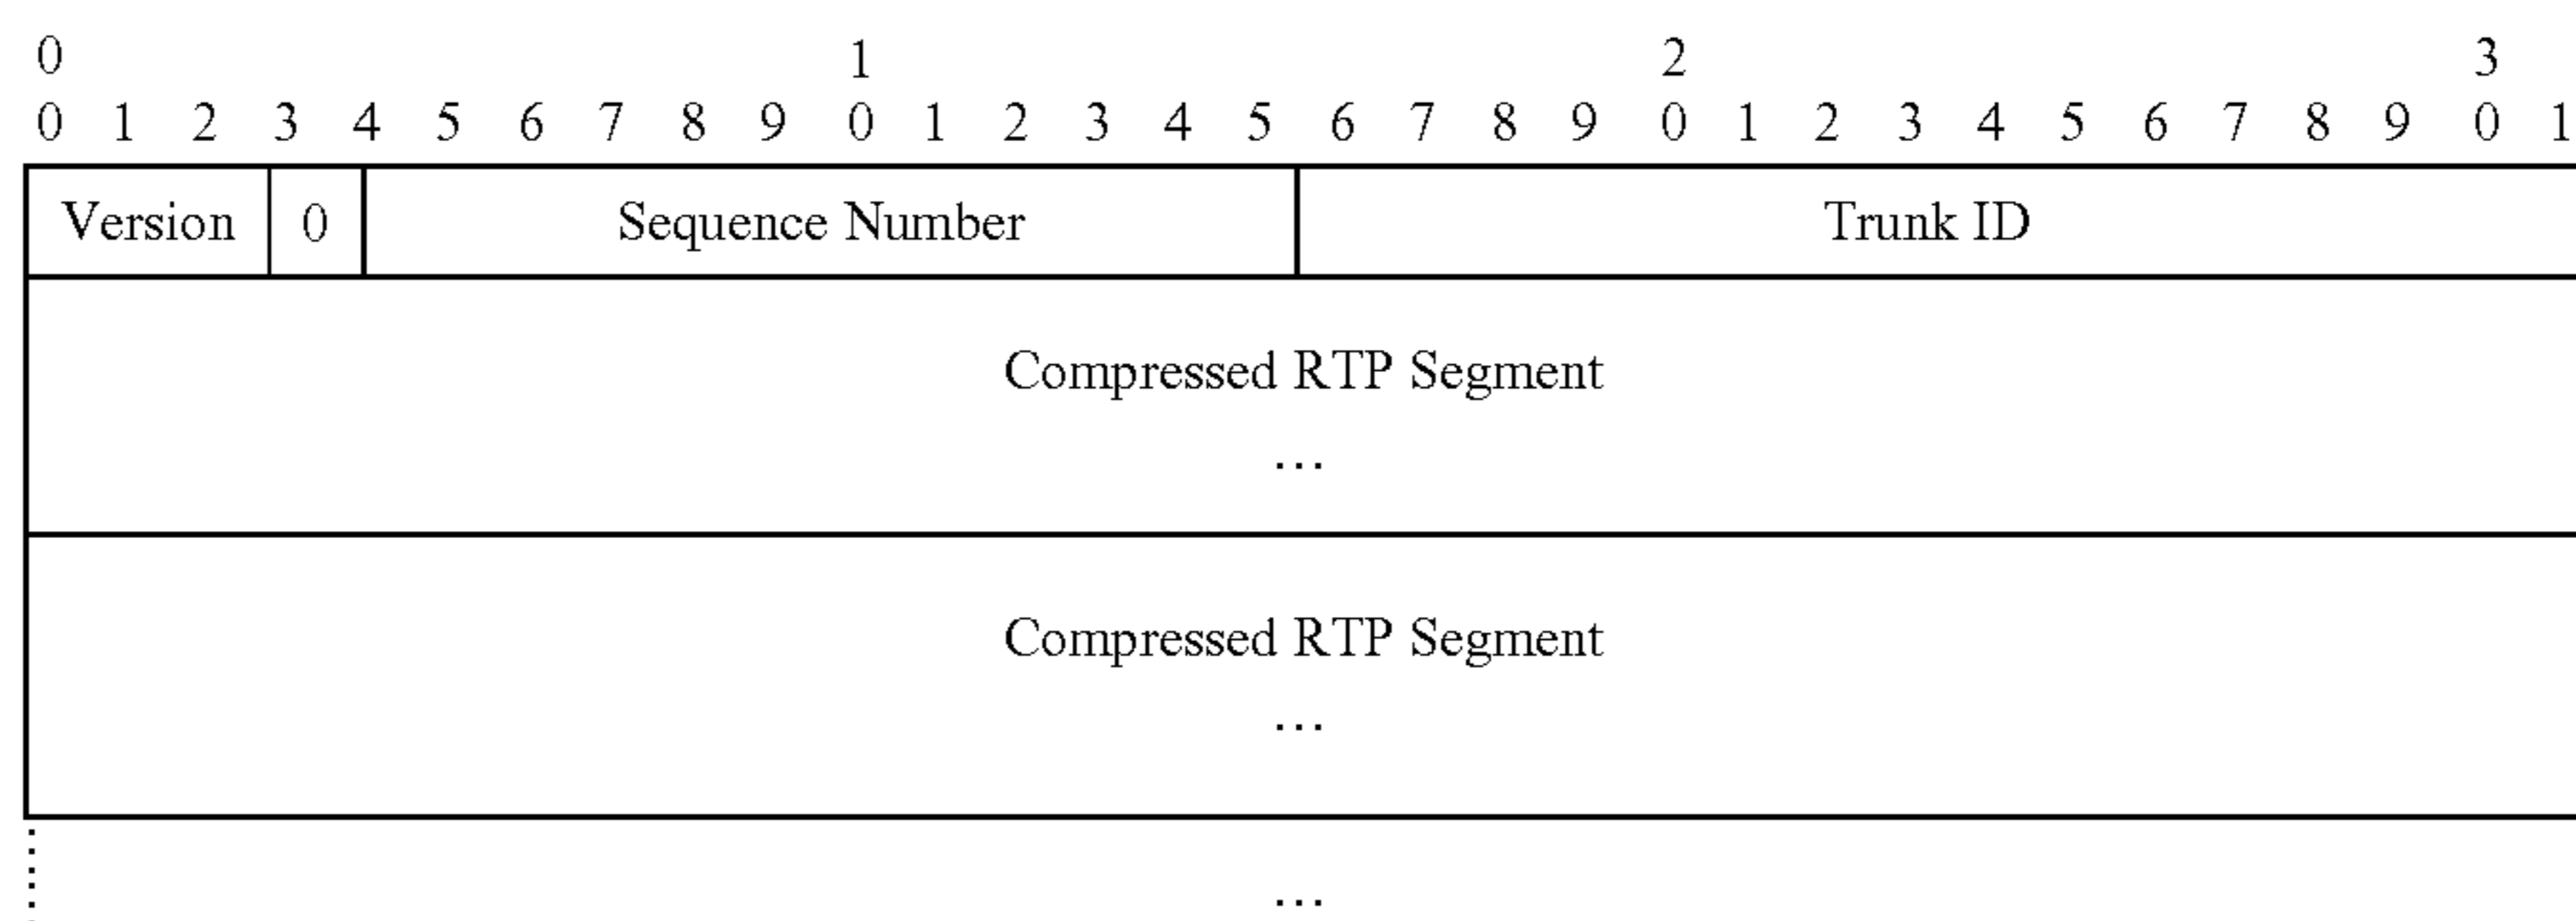 0 1 2 3
0 1 2 3 4 5 6 7 8 9 0 1 2 3 4 5 6 7 8 9 0 1 2 3 4 5 6 7 8 9 0 1
Version 0 Sequence Number Trunk ID
Compressed RTP Segment
...
Compressed RTP Segment
...
...